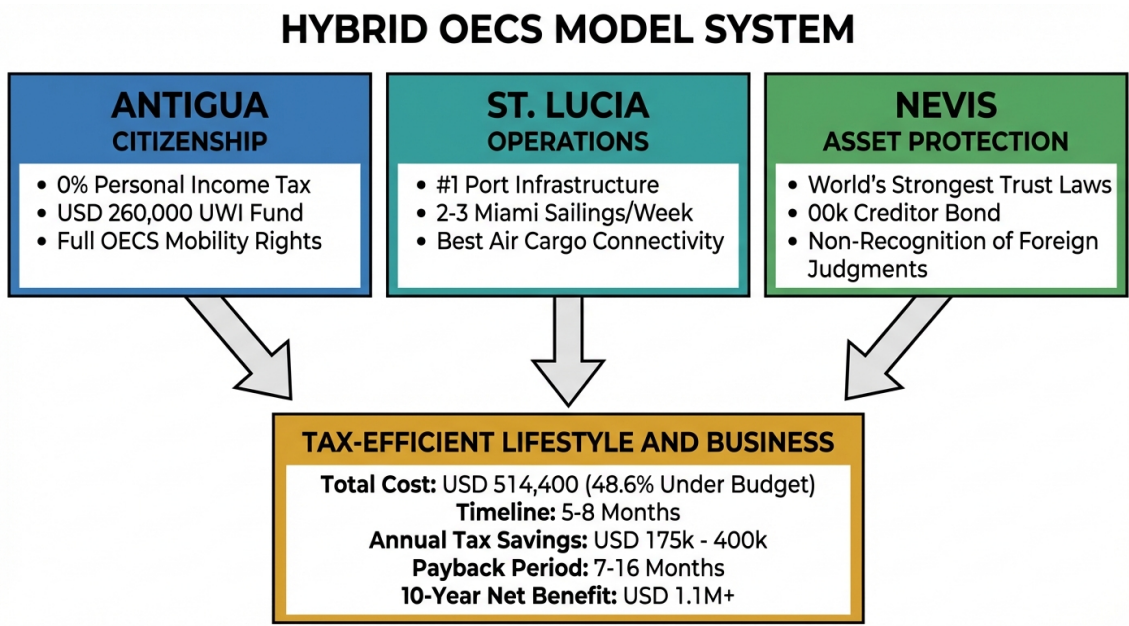 HYBRID OECS MODEL SYSTEM
ANTIGUA
CITIZENSHIP
• 0% Personal Income Tax
• USD 260,000 UWI Fund
• Full OECS Mobility Rights
ST. LUCIA
OPERATIONS
• #1 Port Infrastructure
• 2-3 Miami Sailings/Week
• Best Air Cargo Connectivity
NEVIS
ASSET PROTECTION
• World's Strongest Trust Laws
• 00k Creditor Bond
• Non-Recognition of Foreign
Judgments
TAX-EFFICIENT LIFESTYLE AND BUSINESS
Total Cost: USD 514,400 (48.6% Under Budget)
Timeline: 5-8 Months
Annual Tax Savings: USD 175k - 400k
Payback Period: 7-16 Months
10-Year Net Benefit: USD 1.1M+